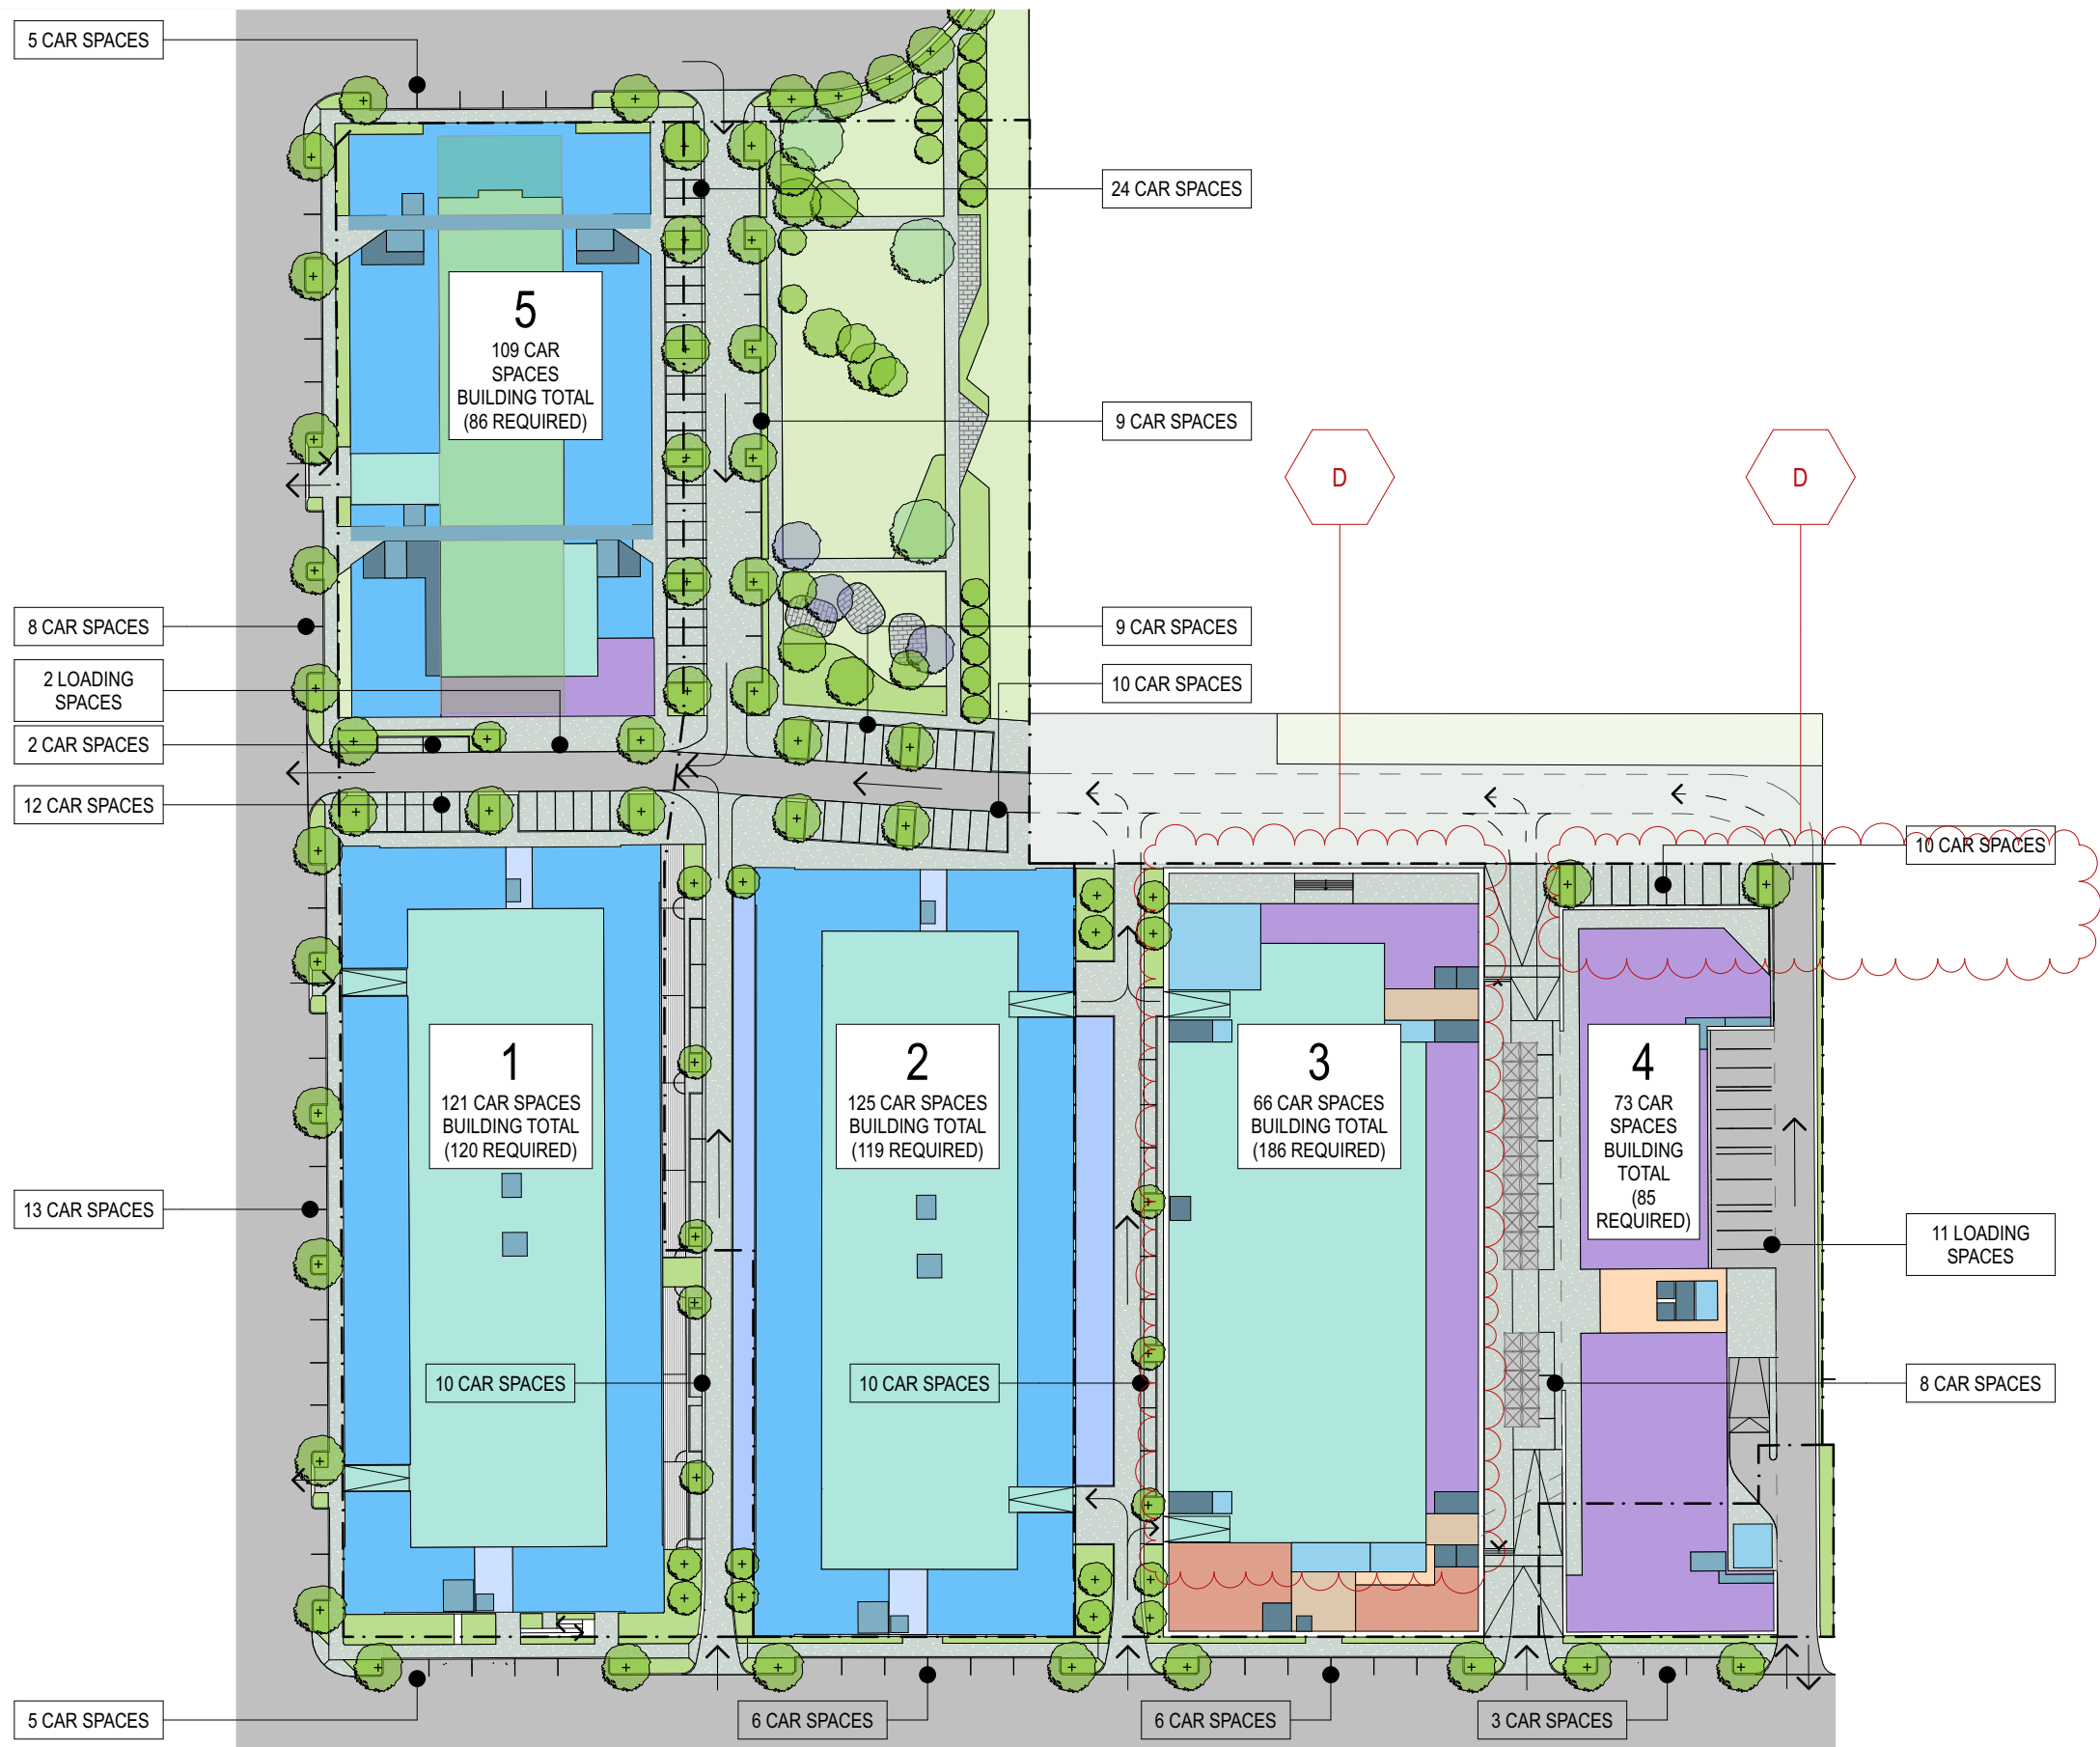 5 CAR SPACES
24 CAR SPACES
5
109 CAR
SPACES
BUILDING TOTAL
(86 REQUIRED)
9 CAR SPACES
D
D
8 CAR SPACES
9 CAR SPACES
2 LOADING
SPACES
10 CAR SPACES
2 CAR SPACES
12 CAR SPACES
10 CAR SPACES
1
121 CAR SPACES
BUILDING TOTAL
(120 REQUIRED)
2
125 CAR SPACES
BUILDING TOTAL
(119 REQUIRED)
3
66 CAR SPACES
BUILDING TOTAL
(186 REQUIRED)
4
73 CAR
SPACES
BUILDING
TOTAL
(85
REQUIRED)
13 CAR SPACES
11 LOADING
SPACES
10 CAR SPACES
10 CAR SPACES
8 CAR SPACES
5 CAR SPACES
6 CAR SPACES
6 CAR SPACES
3 CAR SPACES